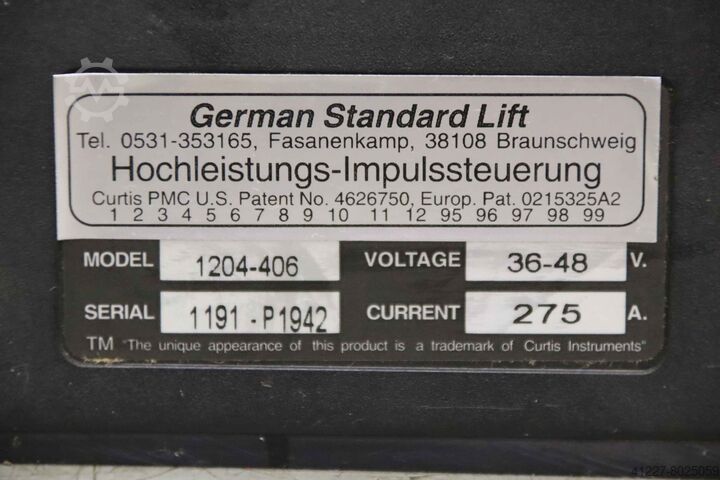 German Standard Lift
Tel. 0531-353165, Fasanenkamp, 38108 Braunschweig
Hochleistungs-Impulssteuerung
Curtis PMC U.S. Patent No. 4626750, Europ. Pat. 0215325A2
1 2 3 4 5 6 7 8 9 10 11 12 95 96 97 98 99
MODEL 1204-406 VOLTAGE 36-48 V.
SERIAL 1191-P1942 CURRENT 275 A.
TM "The unique appearance of this product is a trademark of Curtis Instruments"
41227-8025059